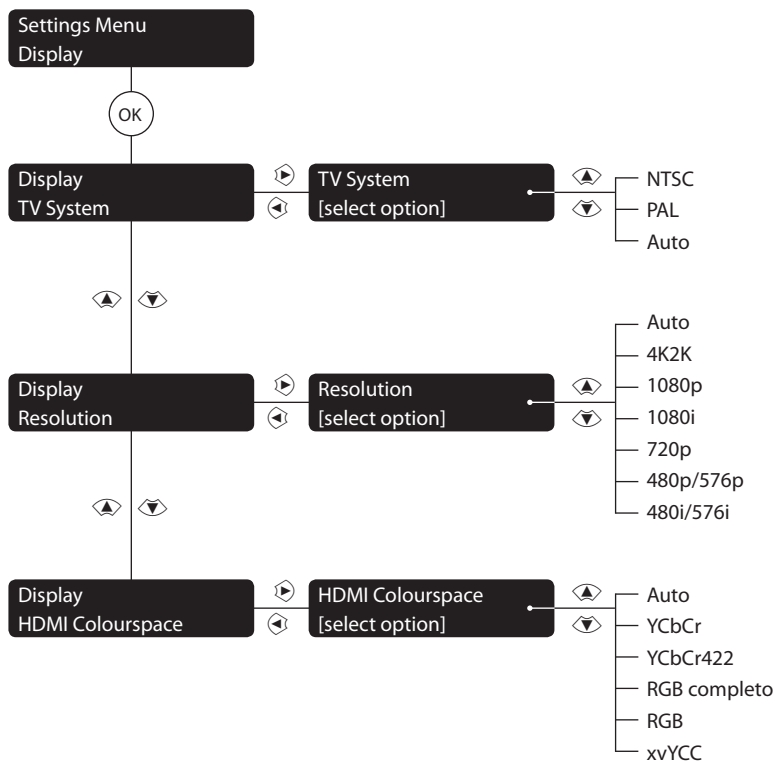 Settings Menu
Display
OK
Display
TV System
TV System
[select option]
NTSC
PAL
Auto
Display
Resolution
Resolution
[select option]
Auto
4K2K
1080p
1080i
720p
480p/576p
480i/576i
Display
HDMI Colourspace
HDMI Colourspace
[select option]
Auto
YCbCr
YCbCr422
RGB completo
RGB
xvYCC